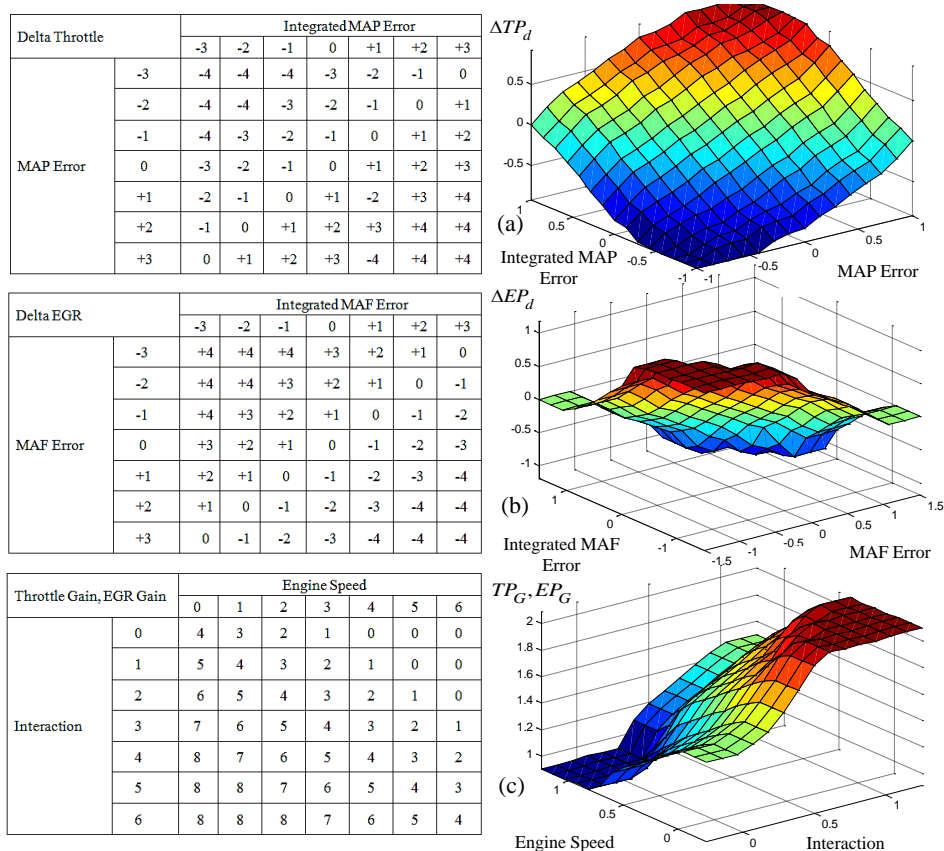 Delta Throttle Integrated MAP Error
-3 -2 -1 0 +1 +2 +3
MAP Error
-3 -4 -4 -4 -3 -2 -1 0
-2 -4 -4 -3 -2 -1 0 +1
-1 -4 -3 -2 -1 0 +1 +2
0 -3 -2 -1 0 +1 +2 +3
+1 -2 -1 0 +1 -2 +3 +4
+2 -1 0 +1 +2 +3 +4 +4
+3 0 +1 +2 +3 -4 +4 +4
ΔTP_d
0.5
0
-0.5
1
0.5
0
-0.5
-1
-1
-0.5
0
0.5
1
(a)
Integrated MAP
Error
MAP Error
Delta EGR Integrated MAF Error
-3 -2 -1 0 +1 +2 +3
MAF Error
-3 +4 +4 +4 +3 +2 +1 0
-2 +4 +4 +3 +2 +1 0 -1
-1 +4 +3 +2 +1 0 -1 -2
0 +3 +2 +1 0 -1 -2 -3
+1 +2 +1 0 -1 -2 -3 -4
+2 +1 0 -1 -2 -3 -4 -4
+3 0 -1 -2 -3 -4 -4 -4
ΔEP_d
1
0.5
0
-0.5
-1
1
0
-1
-1.5
-1
-0.5
0
0.5
1
1.5
(b)
Integrated MAF
Error
MAF Error
Throttle Gain, EGR Gain Engine Speed
0 1 2 3 4 5 6
Interaction
0 4 3 2 1 0 0 0
1 5 4 3 2 1 0 0
2 6 5 4 3 2 1 0
3 7 6 5 4 3 2 1
4 8 7 6 5 4 3 2
5 8 8 7 6 5 4 3
6 8 8 8 7 6 5 4
TP_G, EP_G
2
1.8
1.6
1.4
1.2
1
1
0.5
0
0
0.5
1
(c)
Engine Speed
Interaction